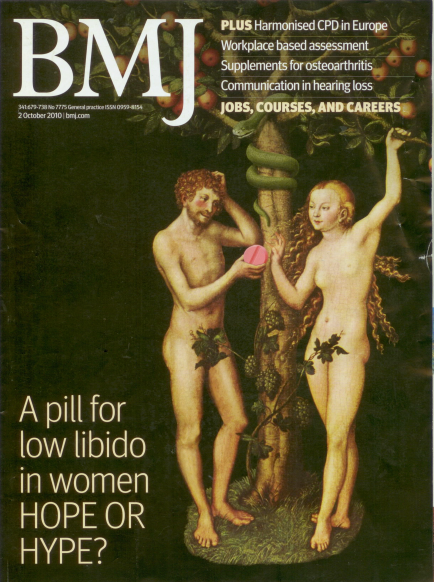 BMJ
341:679-738 No 7775 General practice ISSN 0959-8154
2 October 2010 | bmj.com
PLUS Harmonised CPD in Europe
Workplace based assessment
Supplements for osteoarthritis
Communication in hearing loss
JOBS, COURSES, AND CAREERS
A pill for
low libido
in women
HOPE OR
HYPE?